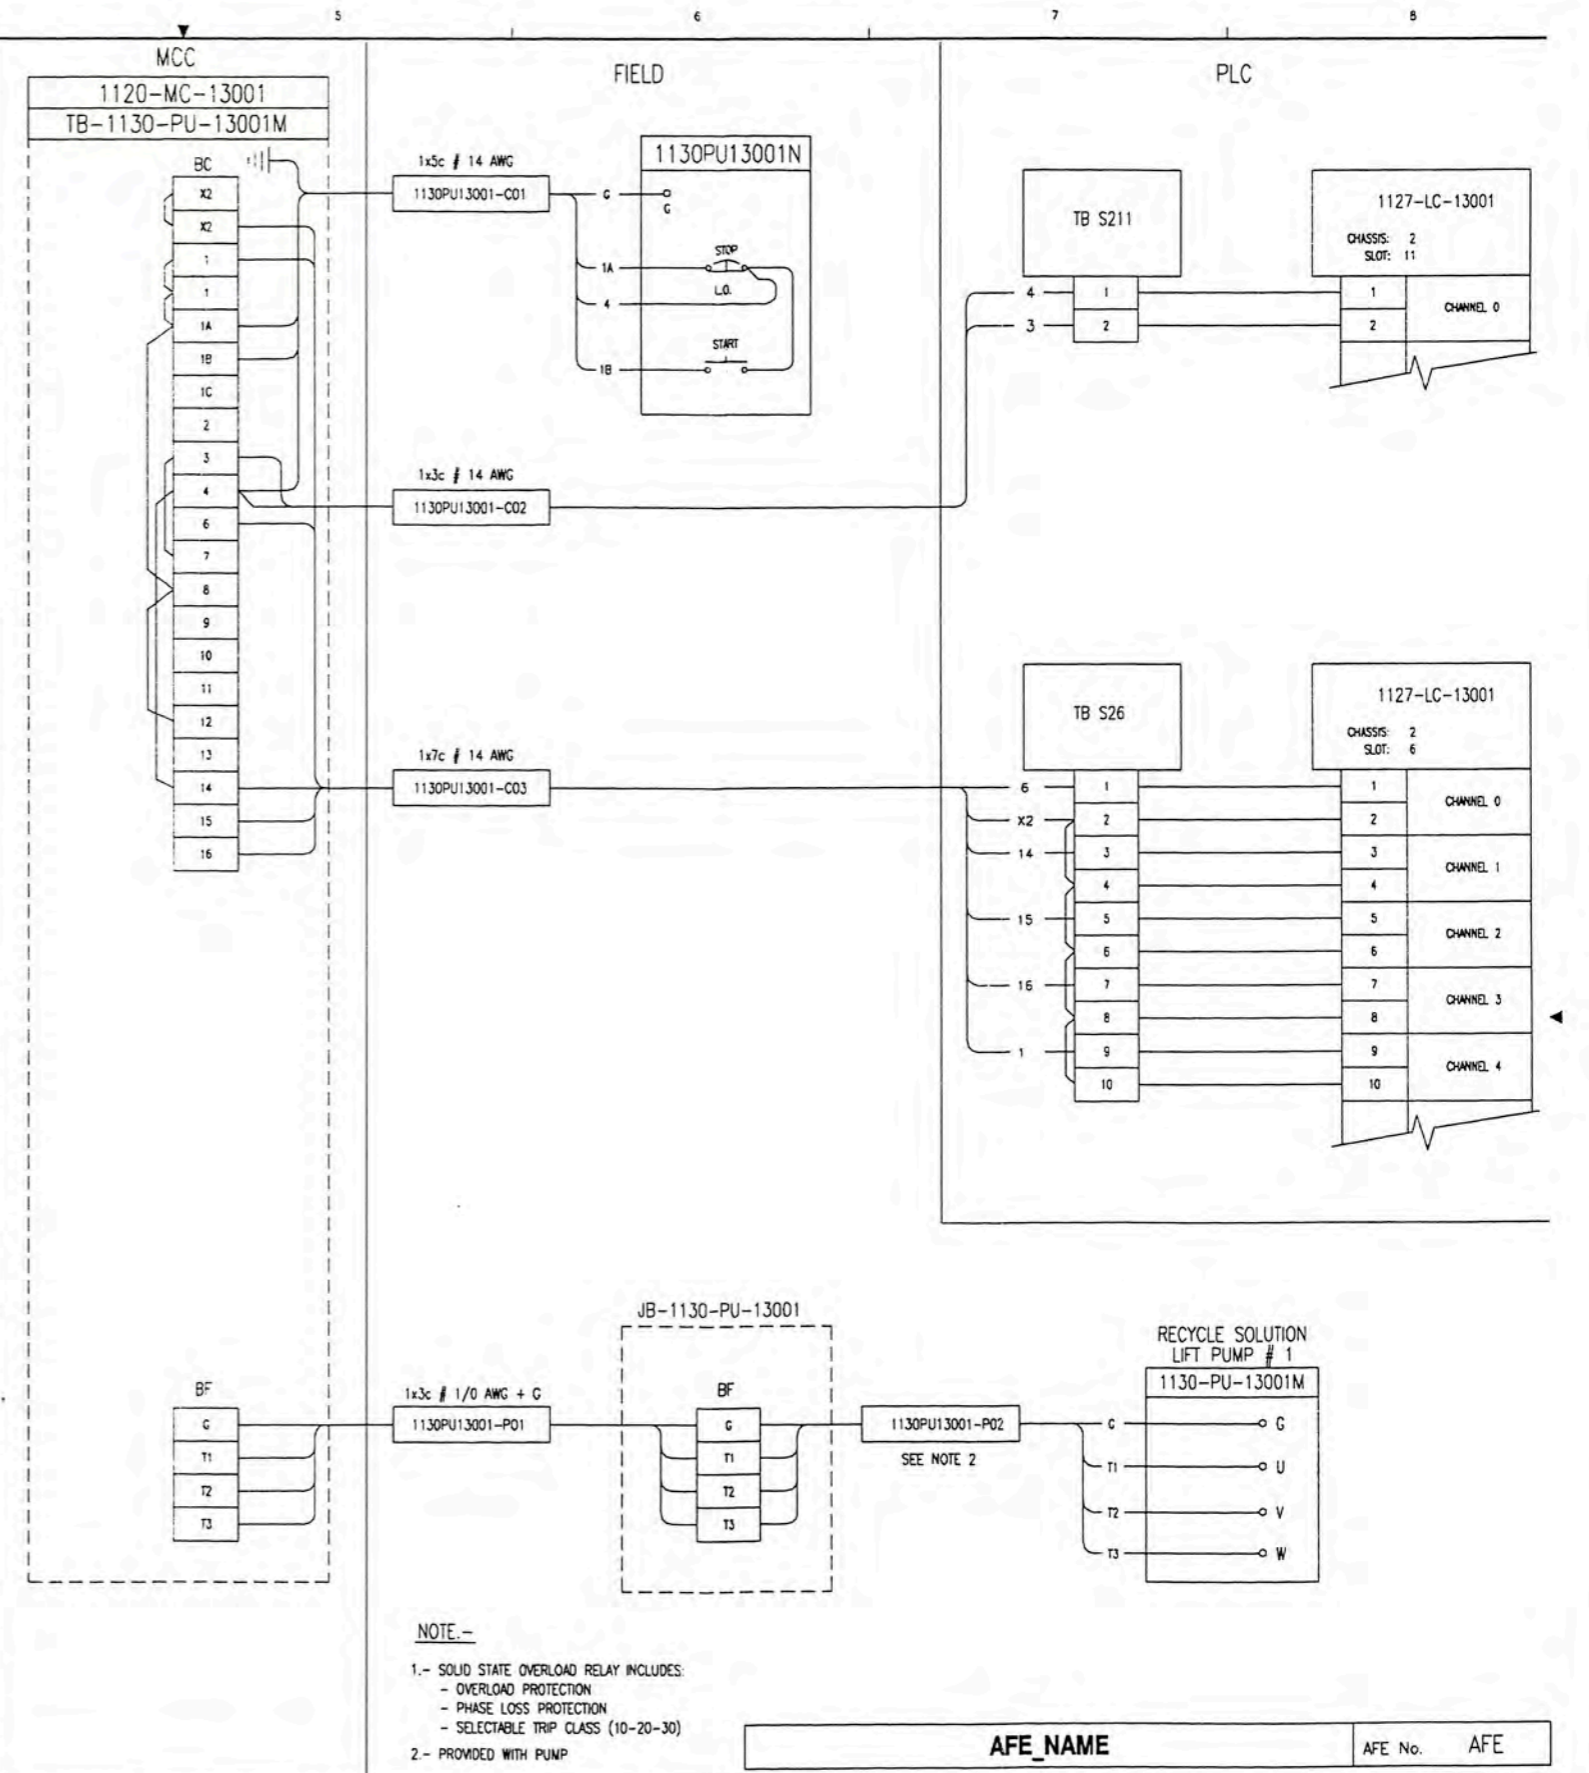 5 6 7 8
MCC
FIELD
PLC
1120-MC-13001
TB-1130-PU-13001M
BC
X2
X2
1
1
1A
1B
1C
2
3
4
6
7
8
9
10
11
12
13
14
15
16
1x5c # 14 AWG
1130PU13001-C01
1130PU13001N
G
G
1A
STOP
L.O.
4
START
1B
1x3c # 14 AWG
1130PU13001-C02
TB S211
4 1
3 2
1127-LC-13001
CHASSIS: 2
SLOT: 11
1
2
CHANNEL 0
1x7c # 14 AWG
1130PU13001-C03
TB S26
6 1
X2 2
14 3
4
15 5
6
16 7
8
1 9
10
1127-LC-13001
CHASSIS: 2
SLOT: 6
1
2
CHANNEL 0
3
4
CHANNEL 1
5
6
CHANNEL 2
7
8
CHANNEL 3
9
10
CHANNEL 4
BF
G
T1
T2
T3
1x3c # 1/0 AWG + G
1130PU13001-P01
JB-1130-PU-13001
BF
G
T1
T2
T3
1130PU13001-P02
SEE NOTE 2
RECYCLE SOLUTION
LIFT PUMP # 1
1130-PU-13001M
G G
T1 U
T2 V
T3 W
NOTE.-
1.- SOLID STATE OVERLOAD RELAY INCLUDES:
- OVERLOAD PROTECTION
- PHASE LOSS PROTECTION
- SELECTABLE TRIP CLASS (10-20-30)
2.- PROVIDED WITH PUMP
AFE_NAME
AFE No. AFE